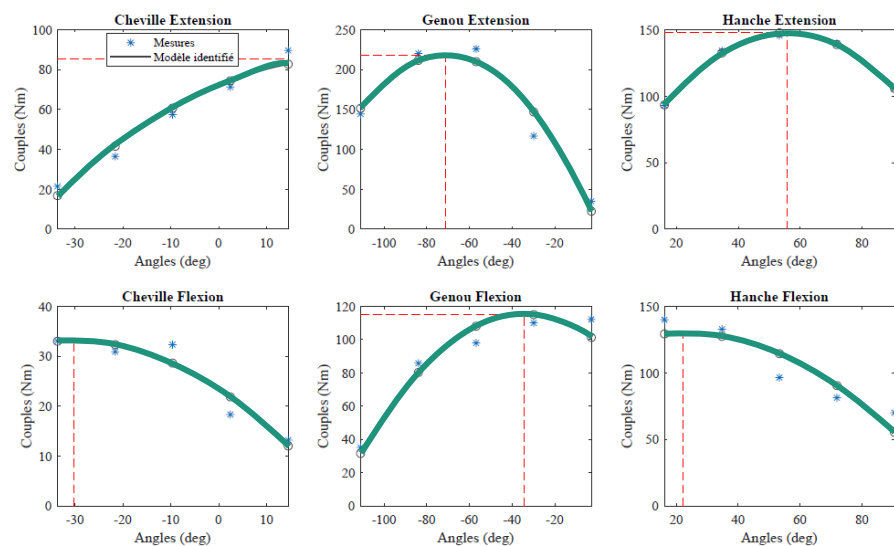 Cheville Extension
100
80
60
40
20
0
Couples (Nm)
Mesures
Modèle identifié
-30 -20 -10 0 10
Angles (deg)
Genou Extension
250
200
150
100
50
0
Couples (Nm)
-100 -80 -60 -40 -20
Angles (deg)
Hanche Extension
150
100
50
0
Couples (Nm)
20 40 60 80
Angles (deg)
Cheville Flexion
40
30
20
10
0
Couples (Nm)
-30 -20 -10 0 10
Angles (deg)
Genou Flexion
120
100
80
60
40
20
0
Couples (Nm)
-100 -80 -60 -40 -20
Angles (deg)
Hanche Flexion
150
100
50
0
Couples (Nm)
20 40 60 80
Angles (deg)